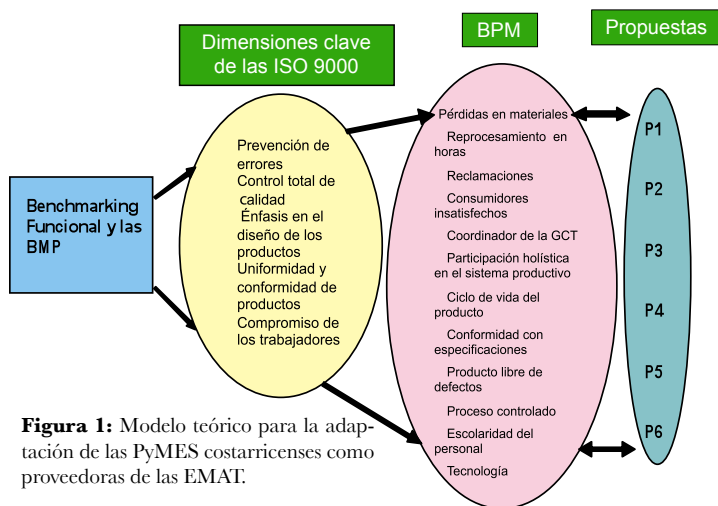 Dimensiones clave
de las ISO 9000
BPM
Propuestas
Benchmarking
Funcional y las
BMP
Prevención de
errores
Control total de
calidad
Énfasis en el
diseño de los
productos
Uniformidad y
conformidad de
productos
Compromiso de
los trabajadores
Pérdidas en materiales
Reprocesamiento en
horas
Reclamaciones
Consumidores
insatisfechos
Coordinador de la GCT
Participación holística
en el sistema productivo
Ciclo de vida del
producto
Conformidad con
especificaciones
Producto libre de
defectos
Proceso controlado
Escolaridad del
personal
Tecnología
P1
P2
P3
P4
P5
P6
Figura 1: Modelo teórico para la adap-
tación de las PyMES costarricenses como
proveedoras de las EMAT.